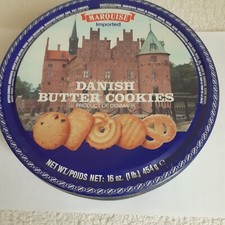 MARQUISE
Imported
DANISH
BUTTER COOKIES
PRODUCT OF DENMARK
NET WT./POIDS NET: 16 oz. (1 lb.) 454 g e